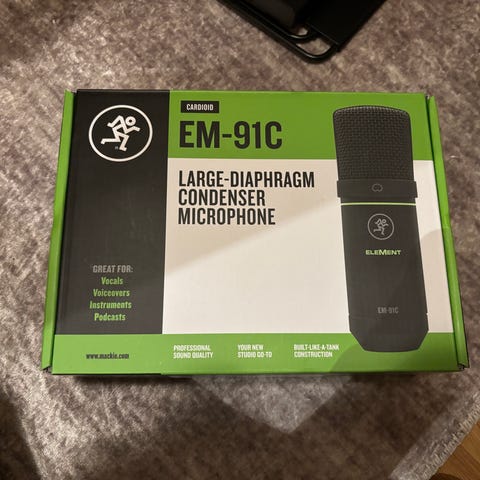 CARDIOID
EM-91C
LARGE-DIAPHRAGM
CONDENSER
MICROPHONE
GREAT FOR:
Vocals
Voiceovers
Instruments
Podcasts
ELEMENT
EM-91C
www.mackie.com
PROFESSIONAL
SOUND QUALITY
YOUR NEW
STUDIO GO-TO
BUILT-LIKE-A-TANK
CONSTRUCTION